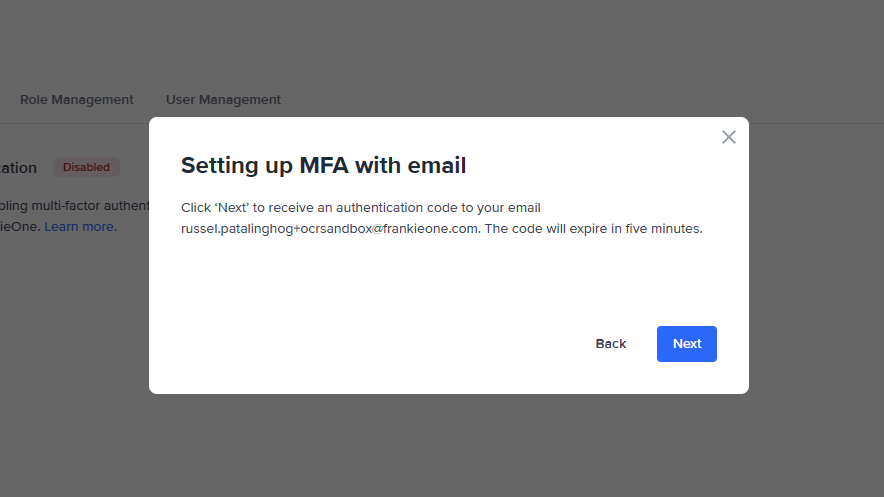 Role Management User Management
Setting up MFA with email
cation Disabled
Click ‘Next’ to receive an authentication code to your email
bling multi-factor authent
russel.patalinghog+ocrsandbox@frankieone.com. The code will expire in five minutes.
ieOne. Learn more.
Back Next